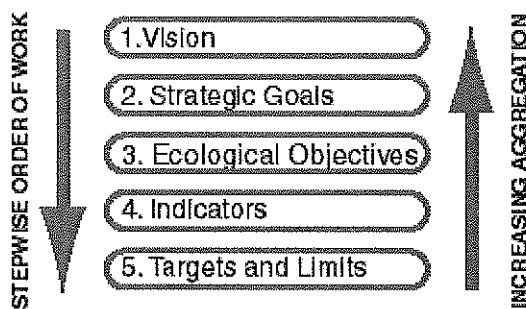 STEPWISE ORDER OF WORK
1.Vision
2. Strategic Goals
3. Ecological Objectives
4. Indicators
5. Targets and Limits
INCREASING AGGREGATION